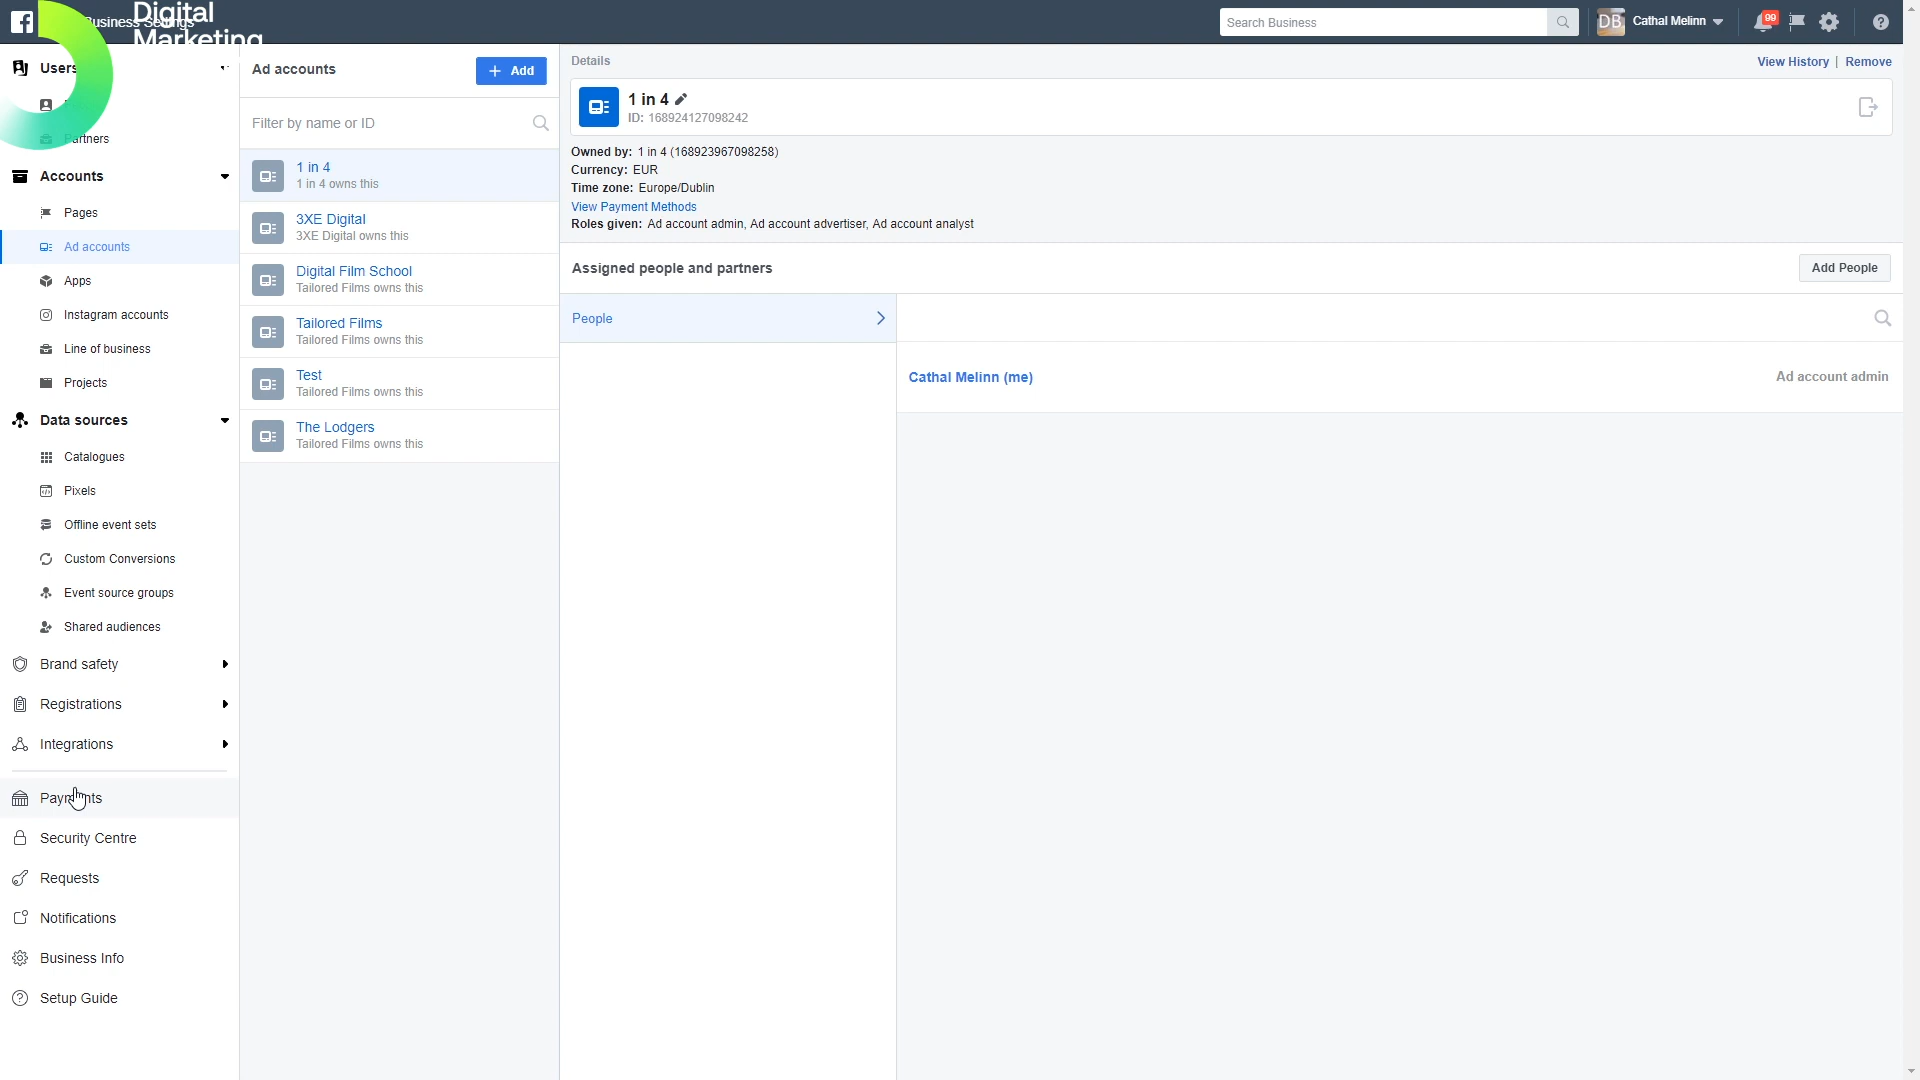 Digital
Marketing
Business Settings
Search Business
DB
Cathal Melinn
99
Users
Partners
Accounts
Pages
Ad accounts
Apps
Instagram accounts
Line of business
Projects
Data sources
Catalogues
Pixels
Offline event sets
Custom Conversions
Event source groups
Shared audiences
Brand safety
Registrations
Integrations
Payments
Security Centre
Requests
Notifications
Business Info
Setup Guide
Ad accounts
+ Add
Filter by name or ID
1 in 4
1 in 4 owns this
3XE Digital
3XE Digital owns this
Digital Film School
Tailored Films owns this
Tailored Films
Tailored Films owns this
Test
Tailored Films owns this
The Lodgers
Tailored Films owns this
Details
View History | Remove
1 in 4
ID: 168924127098242
Owned by: 1 in 4 (168923967098258)
Currency: EUR
Time zone: Europe/Dublin
View Payment Methods
Roles given: Ad account admin, Ad account advertiser, Ad account analyst
Assigned people and partners
Add People
People
Cathal Melinn (me)
Ad account admin